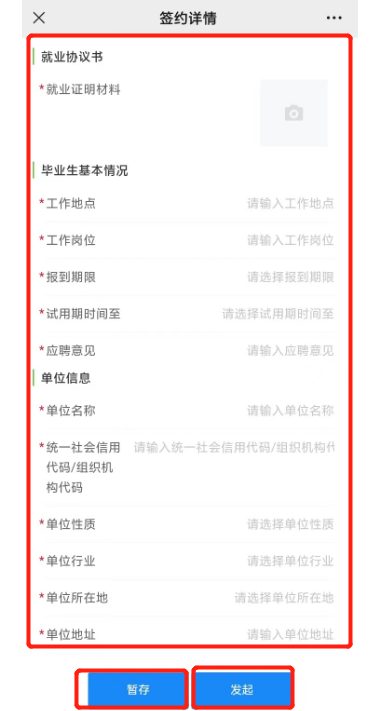 签约详情
就业协议书
*就业证明材料
毕业生基本情况
*工作地点 请输入工作地点
*工作岗位 请输入工作岗位
*报到期限 请选择报到期限
*试用期时间至 请选择试用期时间至
*应聘意见 请输入应聘意见
单位信息
*单位名称 请输入单位名称
*统一社会信用 请输入统一社会信用代码/组织机构代
代码/组织机
构代码
*单位性质 请选择单位性质
*单位行业 请选择单位行业
*单位所在地 请选择单位所在地
*单位地址 请输入单位地址
暂存 发起